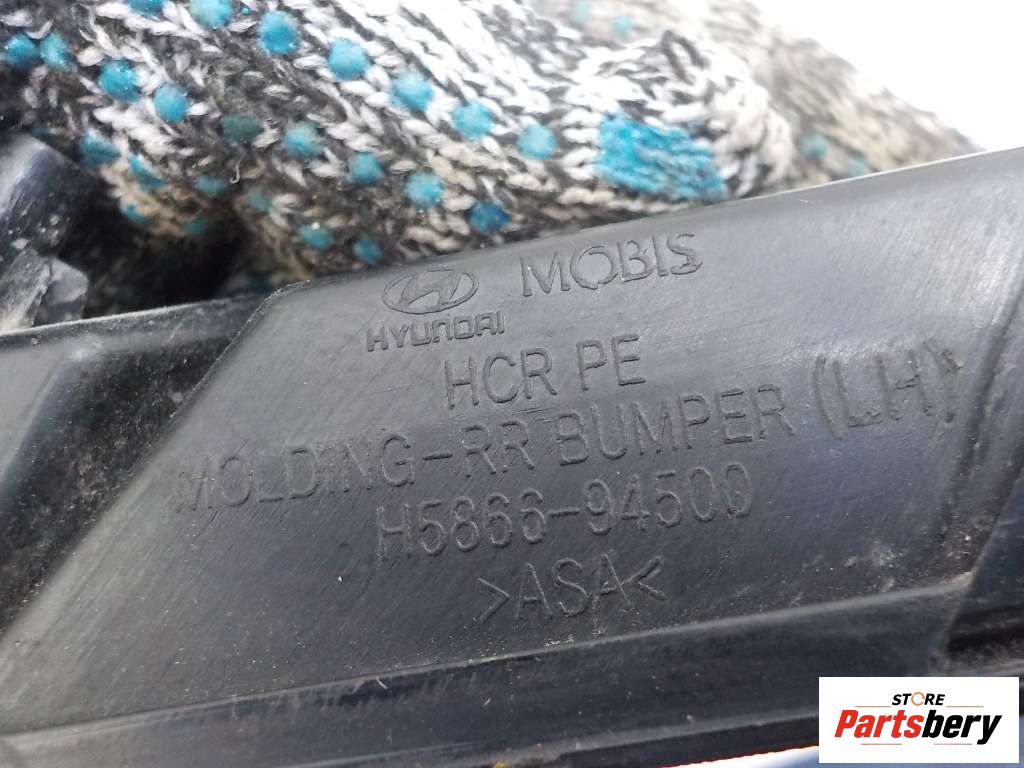 MOBIS
HYUNDAI
HCR PE
MOLDING-RR BUMPER (LH)
H5866-94500
>ASA<
STORE
Partsbery